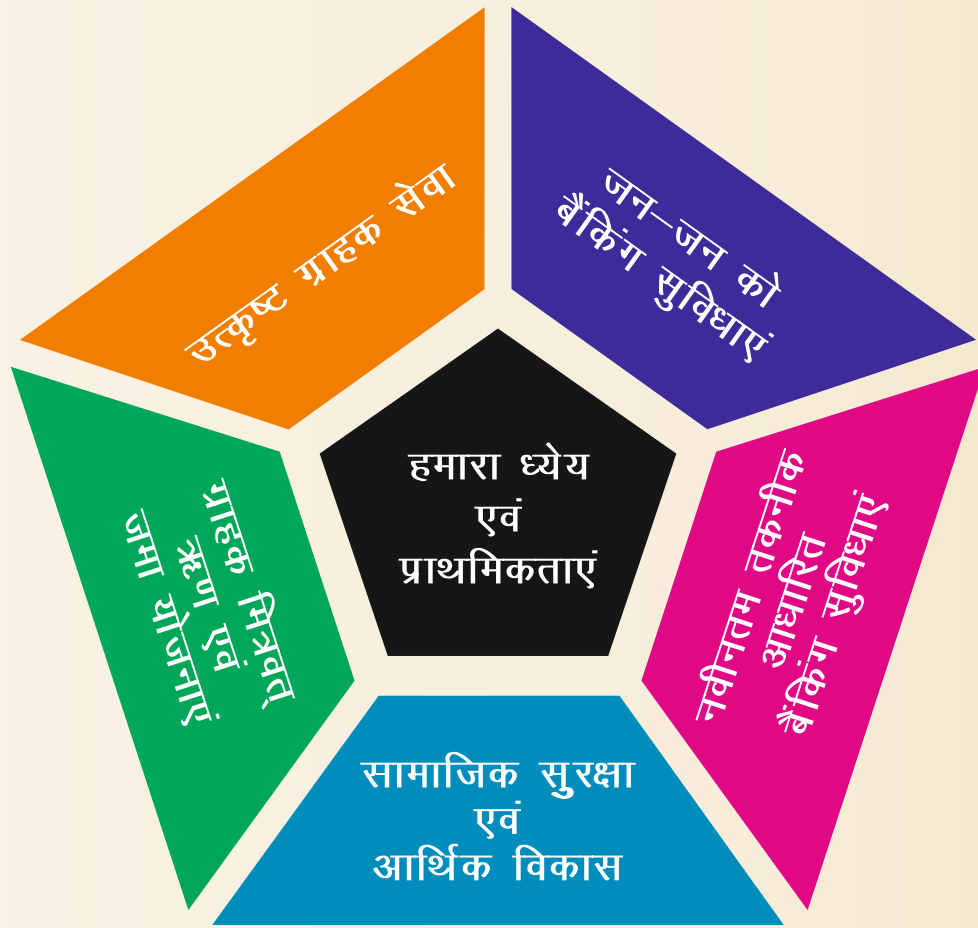 उत्कृष्ट ग्राहक सेवा
जन–जन को
बैंकिंग सुविधाएं
हमारा ध्येय
एवं
प्राथमिकताएं
ग्राहक मित्रवत्
ऋण एवं
जमा योजनाएं
नवीनतम तकनीक
आधारित
बैंकिंग सुविधाएं
सामाजिक सुरक्षा
एवं
आर्थिक विकास